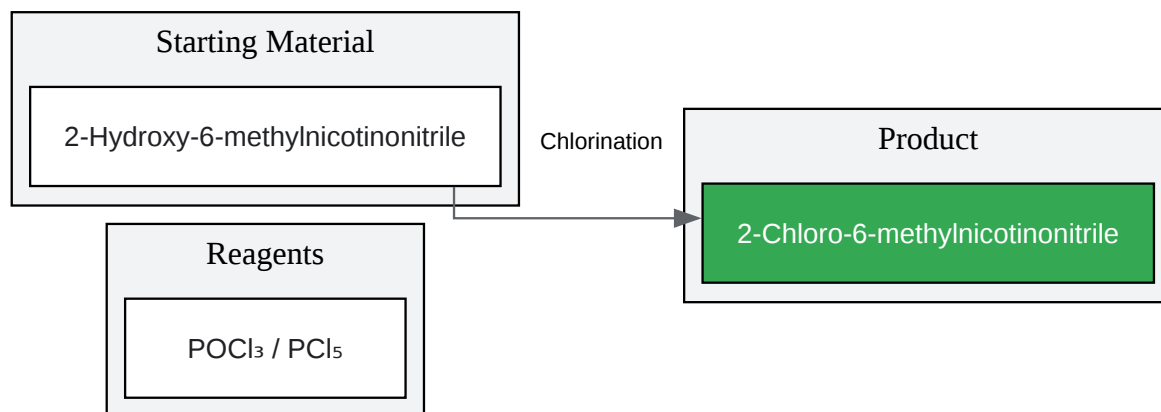 Starting Material
2-Hydroxy-6-methylnicotinonitrile
Chlorination
Product
2-Chloro-6-methylnicotinonitrile
Reagents
POCl₃ / PCl₅